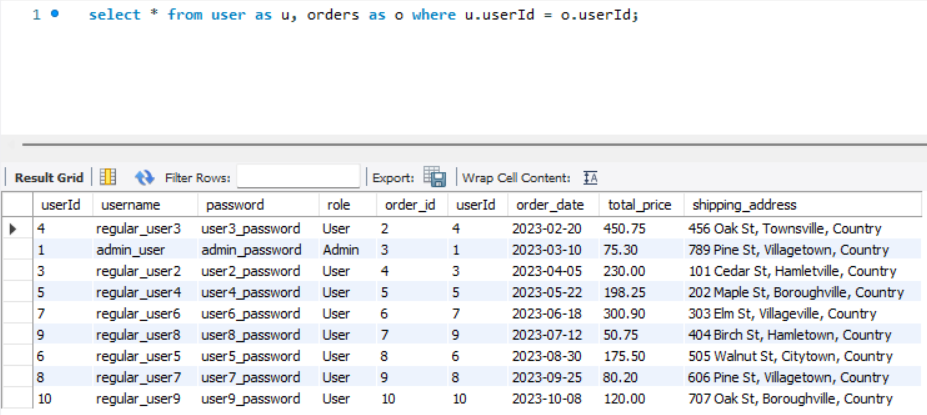 1 select * from user as u, orders as o where u.userId = o.userId;
Result Grid Filter Rows: Export: Wrap Cell Content: IA
userId username password role order_id userId order_date total_price shipping_address
4 regular_user3 user3_password User 2 4 2023-02-20 450.75 456 Oak St, Townsville, Country
1 admin_user admin_password Admin 3 1 2023-03-10 75.30 789 Pine St, Villagetown, Country
3 regular_user2 user2_password User 4 3 2023-04-05 230.00 101 Cedar St, Hamletville, Country
5 regular_user4 user4_password User 5 5 2023-05-22 198.25 202 Maple St, Boroughville, Country
7 regular_user6 user6_password User 6 7 2023-06-18 300.90 303 Elm St, Villageville, Country
9 regular_user8 user8_password User 7 9 2023-07-12 50.75 404 Birch St, Hamletown, Country
6 regular_user5 user5_password User 8 6 2023-08-30 175.50 505 Walnut St, Citytown, Country
8 regular_user7 user7_password User 9 8 2023-09-25 80.20 606 Pine St, Villagetown, Country
10 regular_user9 user9_password User 10 10 2023-10-08 120.00 707 Oak St, Boroughville, Country